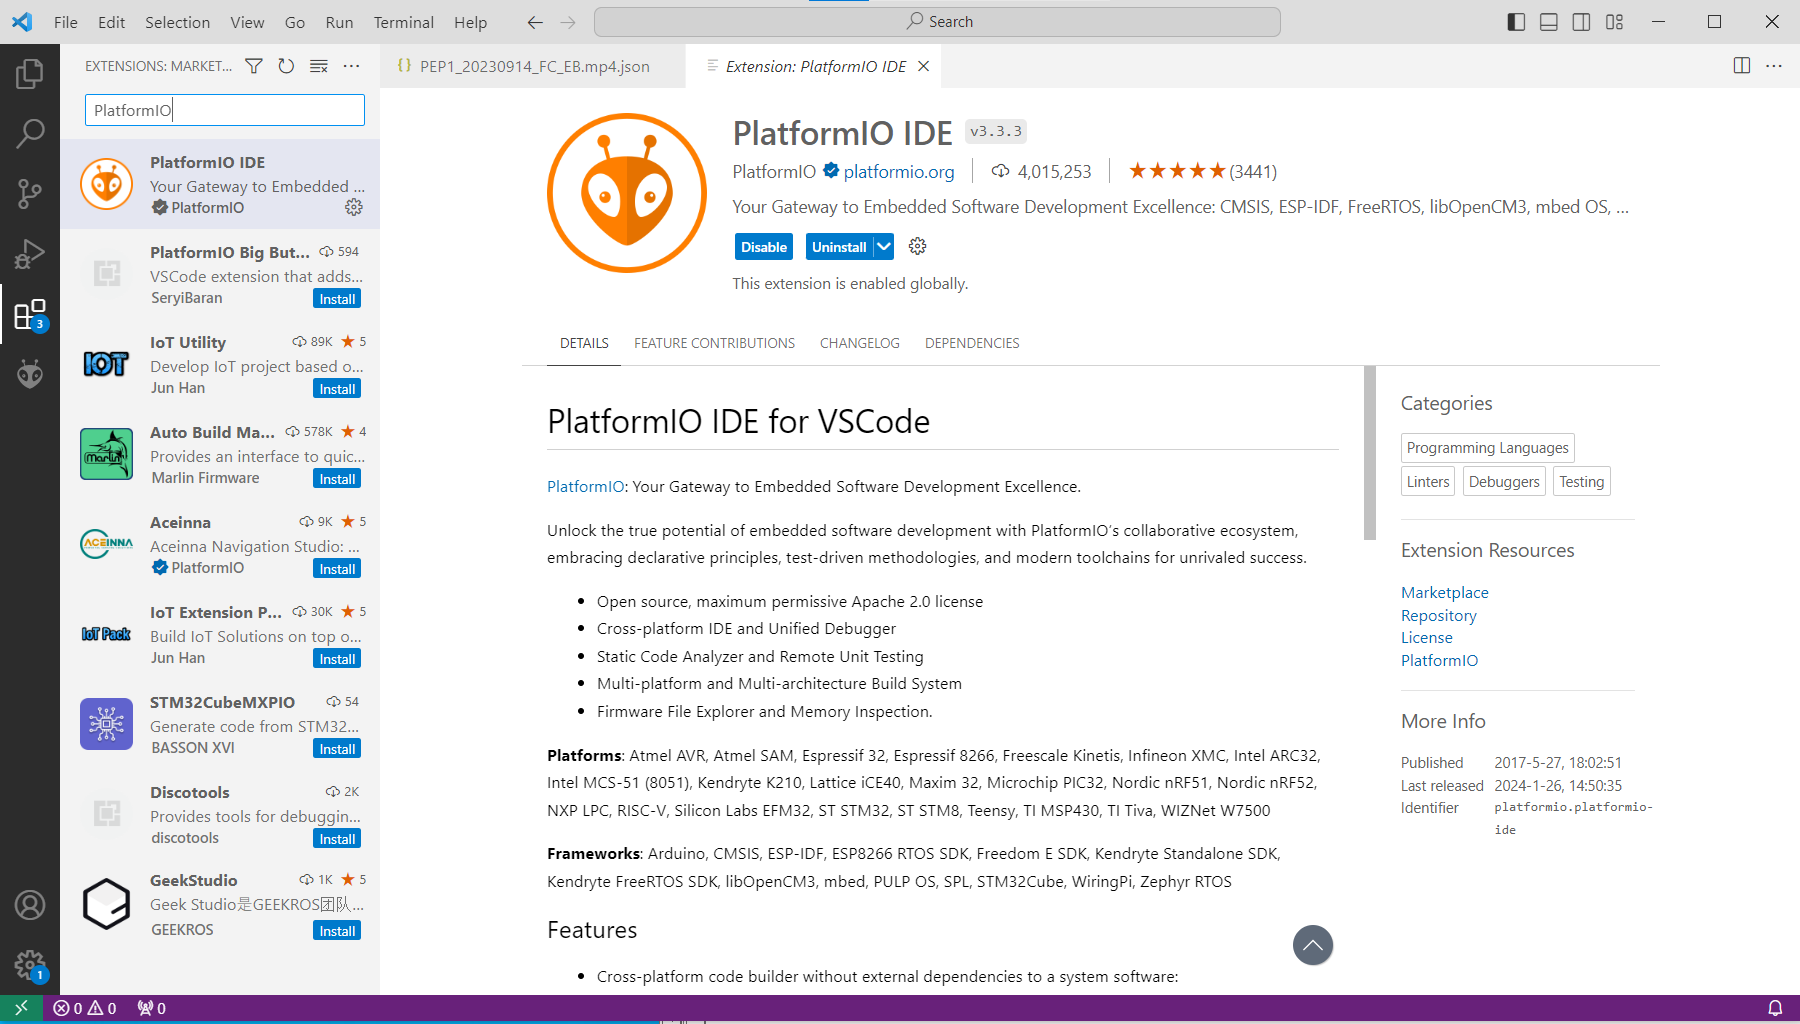 File Edit Selection View Go Run Terminal Help Search
EXTENSIONS: MARKET...
PlatformIO
PlatformIO IDE
Your Gateway to Embedded ...
PlatformIO
PlatformIO Big But... 594
VSCode extension that adds...
SeryiBaran Install
IOT
IoT Utility 89K 5
Develop IoT project based o...
Jun Han Install
Marlin
Auto Build Ma... 578K 4
Provides an interface to quic...
Marlin Firmware Install
ACEINNA
Aceinna 9K 5
Aceinna Navigation Studio: ...
PlatformIO Install
IoT Pack
IoT Extension P... 30K 5
Build IoT Solutions on top o...
Jun Han Install
STM32CubeMXPIO 54
Generate code from STM32...
BASSON XVI Install
Discotools 2K
Provides tools for debuggin...
discotools Install
GeekStudio 1K 5
Geek Studio是GEEKROS团队...
GEEKROS Install
3
1
PEP1_20230914_FC_EB.mp4.json
Extension: PlatformIO IDE
PlatformIO IDE v3.3.3
PlatformIO platformio.org 4,015,253 (3441)
Your Gateway to Embedded Software Development Excellence: CMSIS, ESP-IDF, FreeRTOS, libOpenCM3, mbed OS, ...
Disable Uninstall
This extension is enabled globally.
DETAILS FEATURE CONTRIBUTIONS CHANGELOG DEPENDENCIES
PlatformIO IDE for VSCode
PlatformIO: Your Gateway to Embedded Software Development Excellence.
Unlock the true potential of embedded software development with PlatformIO's collaborative ecosystem,
embracing declarative principles, test-driven methodologies, and modern toolchains for unrivaled success.
• Open source, maximum permissive Apache 2.0 license
• Cross-platform IDE and Unified Debugger
• Static Code Analyzer and Remote Unit Testing
• Multi-platform and Multi-architecture Build System
• Firmware File Explorer and Memory Inspection.
Platforms: Atmel AVR, Atmel SAM, Espressif 32, Espressif 8266, Freescale Kinetis, Infineon XMC, Intel ARC32,
Intel MCS-51 (8051), Kendryte K210, Lattice iCE40, Maxim 32, Microchip PIC32, Nordic nRF51, Nordic nRF52,
NXP LPC, RISC-V, Silicon Labs EFM32, ST STM32, ST STM8, Teensy, TI MSP430, TI Tiva, WIZNet W7500
Frameworks: Arduino, CMSIS, ESP-IDF, ESP8266 RTOS SDK, Freedom E SDK, Kendryte Standalone SDK,
Kendryte FreeRTOS SDK, libOpenCM3, mbed, PULP OS, SPL, STM32Cube, WiringPi, Zephyr RTOS
Features
• Cross-platform code builder without external dependencies to a system software:
Categories
Programming Languages
Linters Debuggers Testing
Extension Resources
Marketplace
Repository
License
PlatformIO
More Info
Published 2017-5-27, 18:02:51
Last released 2024-1-26, 14:50:35
Identifier platformio.platformio-
ide
0 0 0